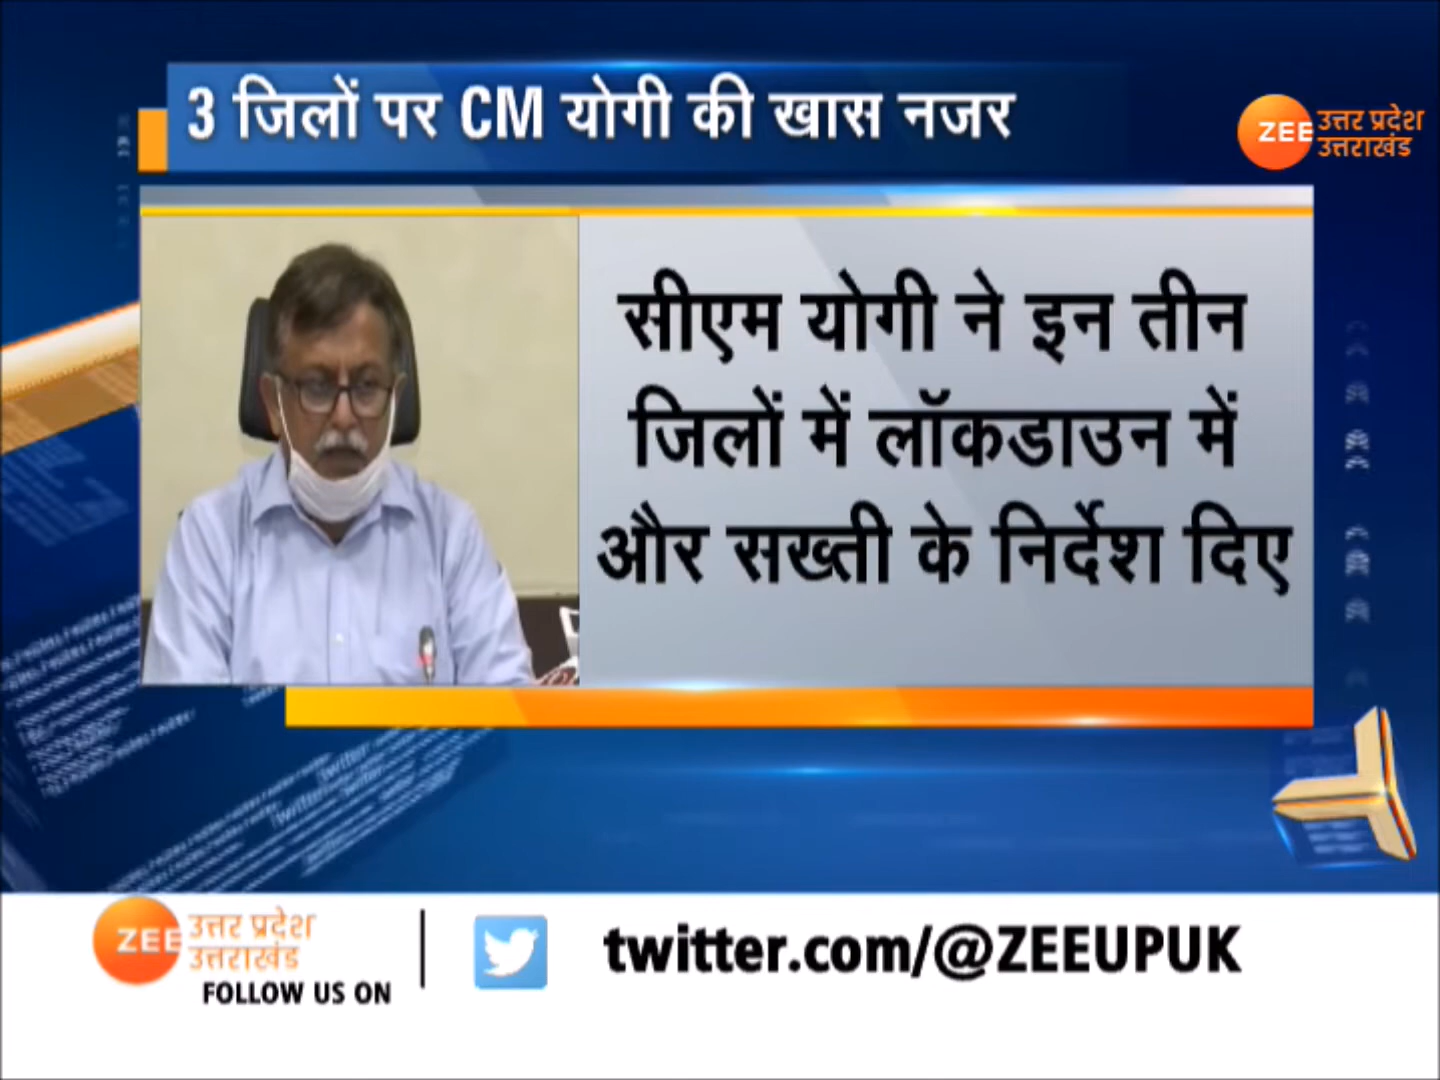 3 जिलों पर CM योगी की खास नजर
ZEE उत्तर प्रदेश
उत्तराखंड
सीएम योगी ने इन तीन
जिलों में लॉकडाउन में
और सख्ती के निर्देश दिए
ZEE उत्तर प्रदेश
उत्तराखंड
FOLLOW US ON
twitter.com/@ZEEUPUK